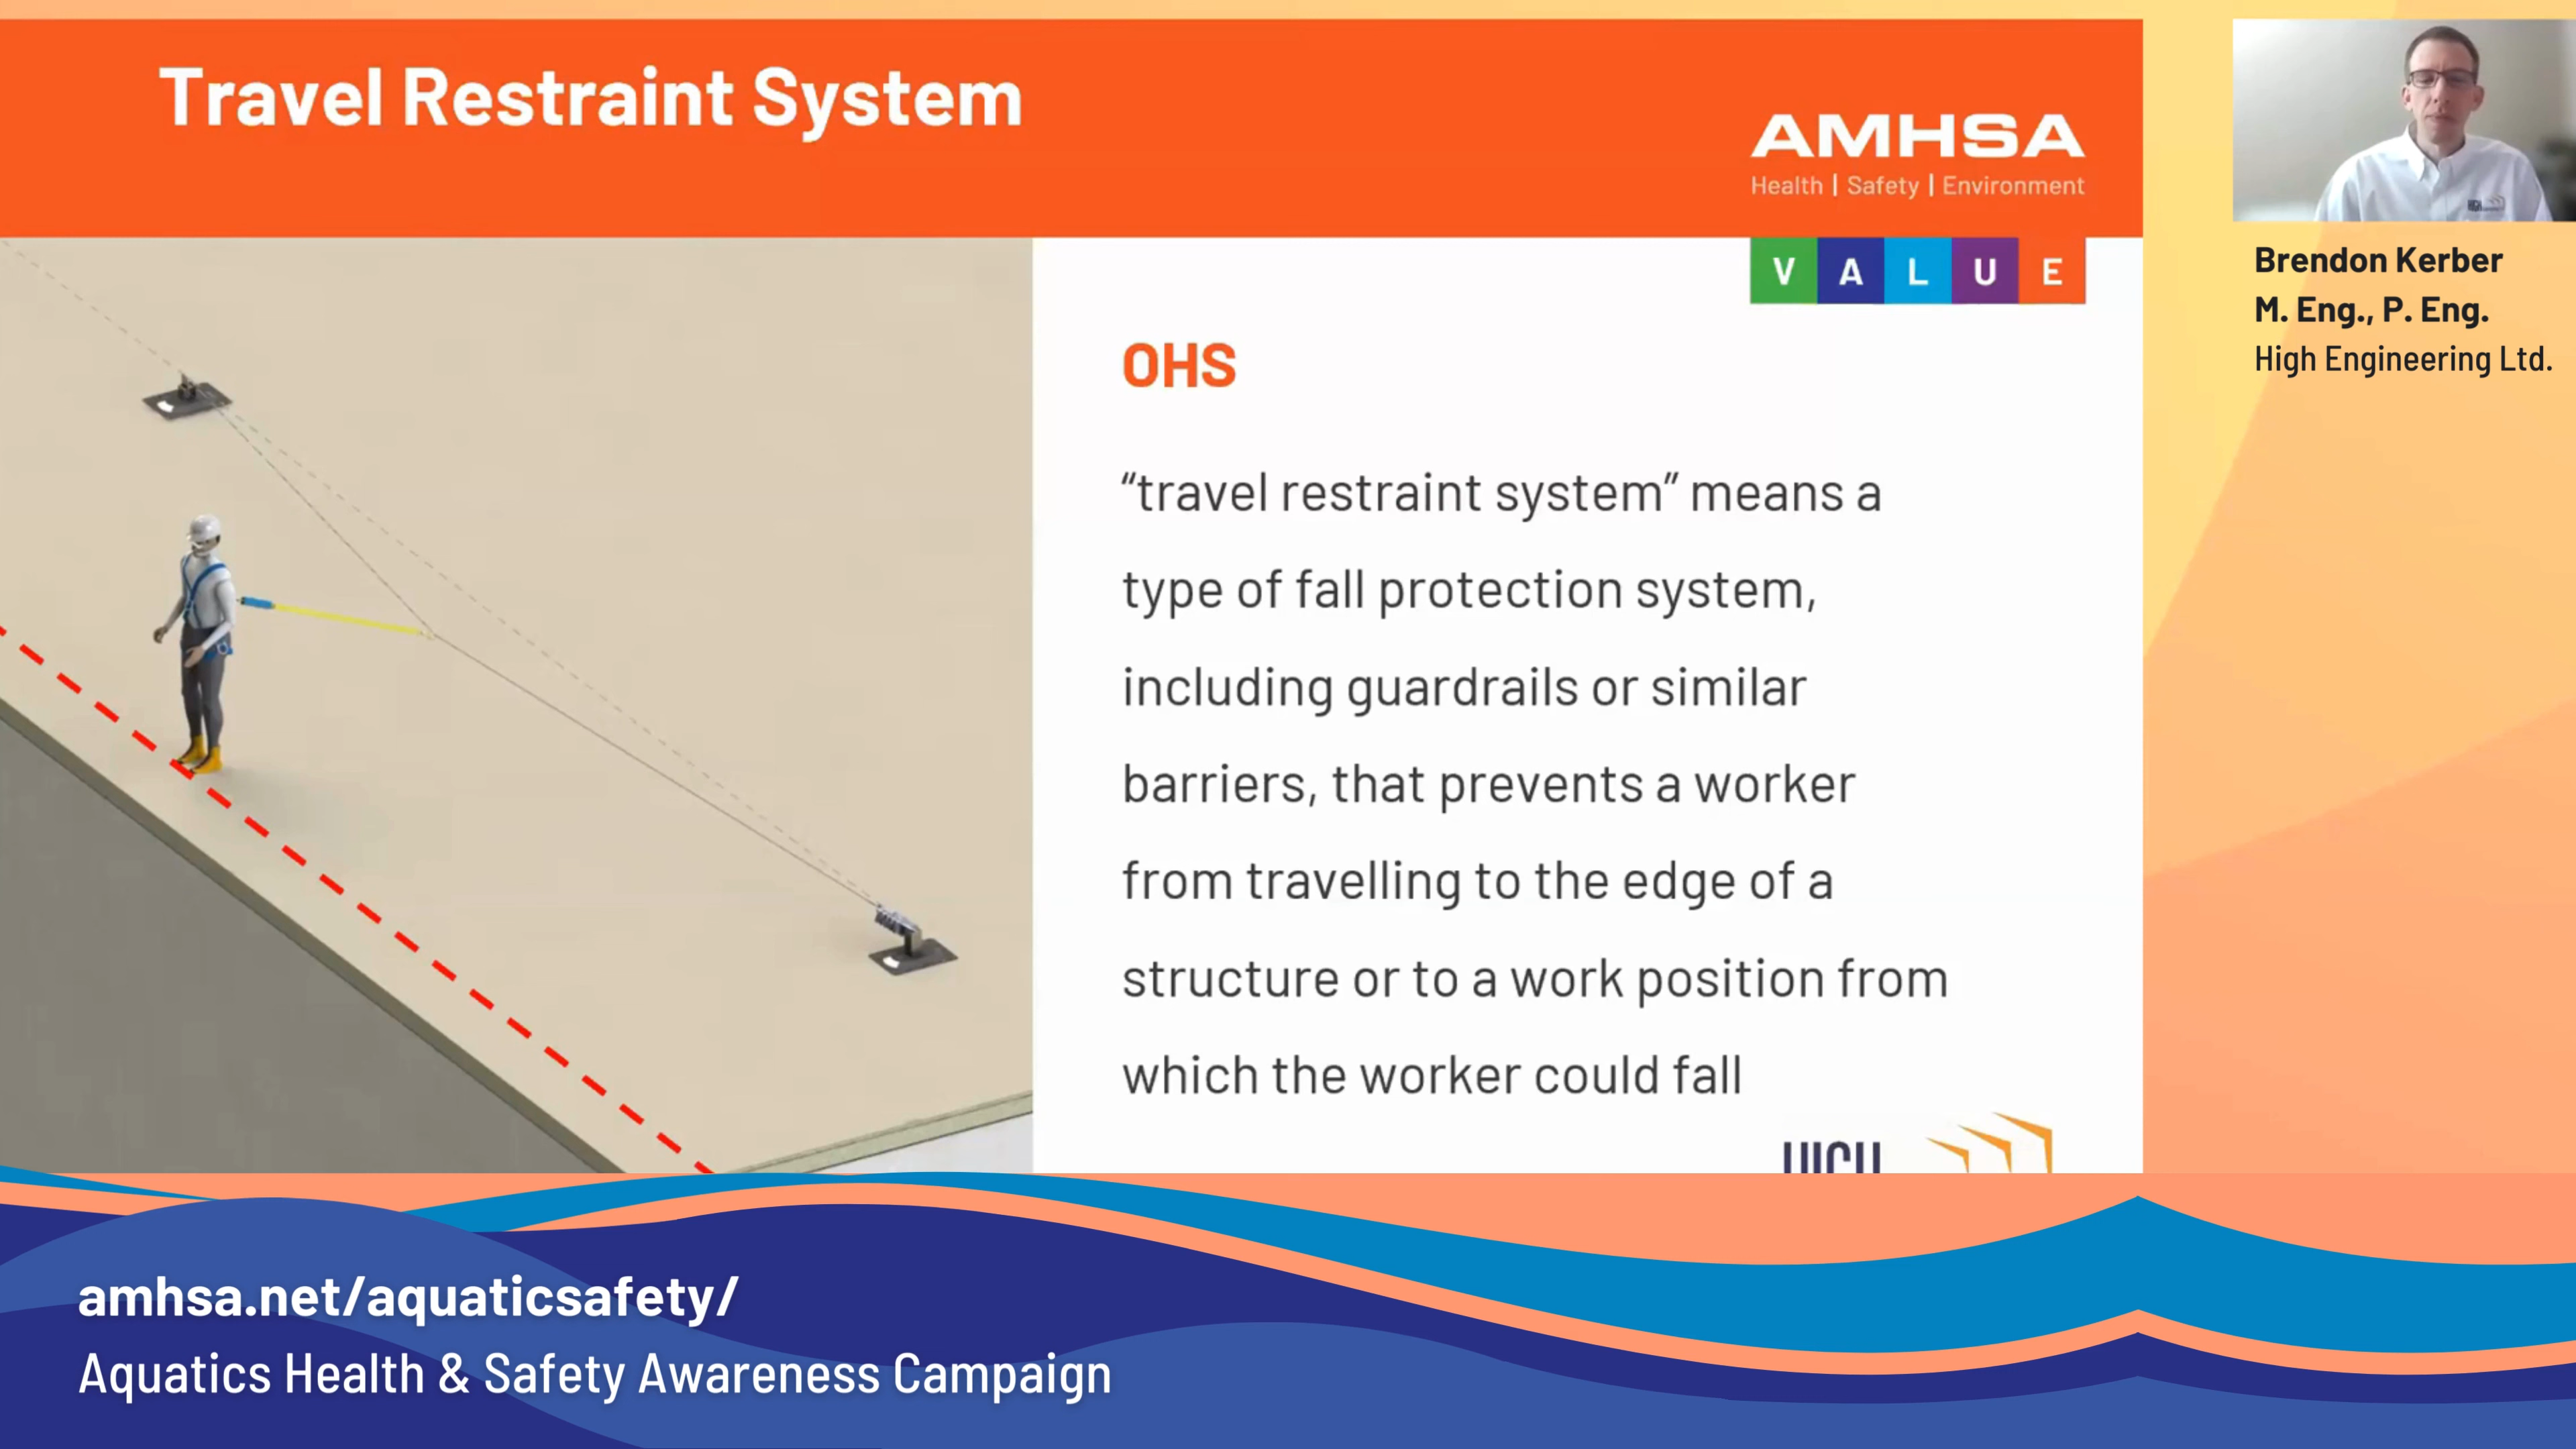 Travel Restraint System
AMHSA
Health | Safety | Environment
VALUE
Brendon Kerber
M. Eng., P. Eng.
High Engineering Ltd.
OHS
“travel restraint system” means a
type of fall protection system,
including guardrails or similar
barriers, that prevents a worker
from travelling to the edge of a
structure or to a work position from
which the worker could fall
amhsa.net/aquaticsafety/
Aquatics Health & Safety Awareness Campaign